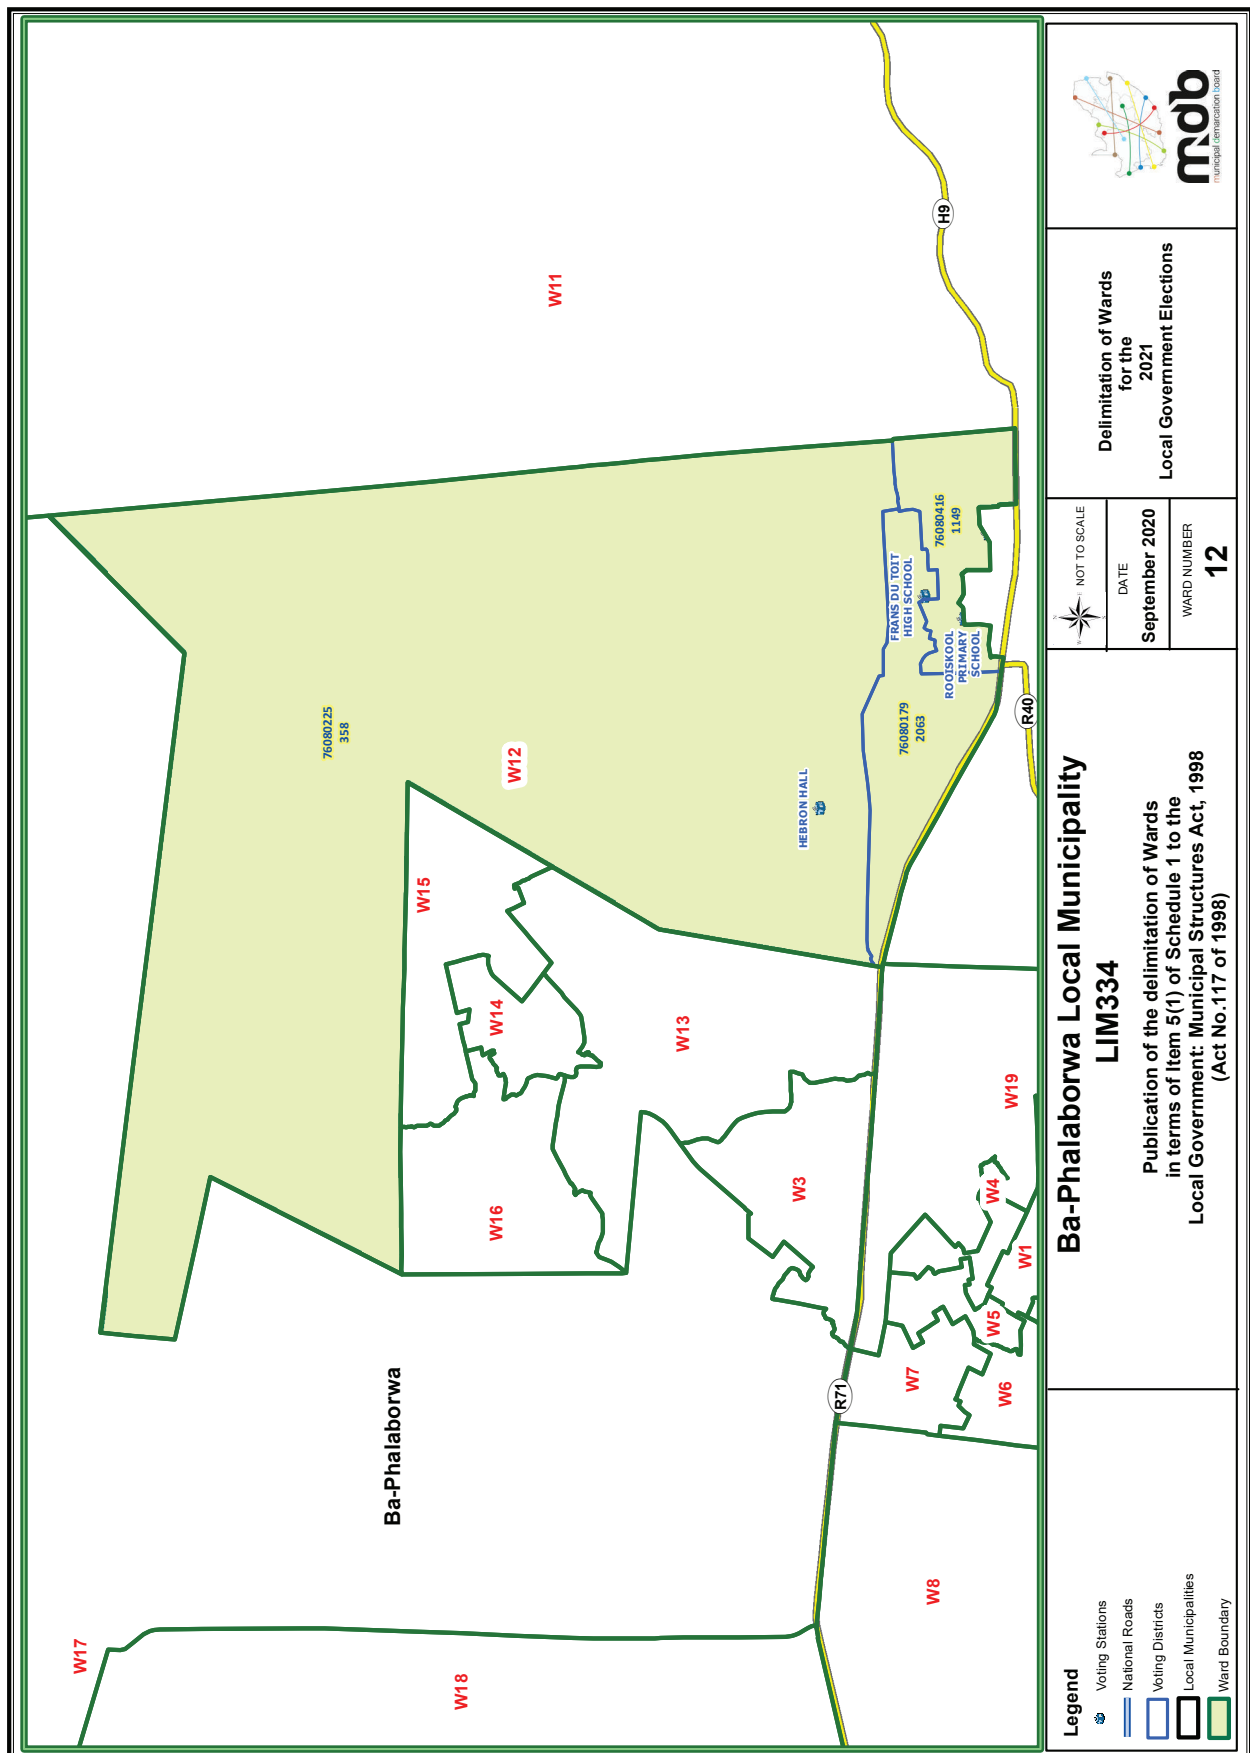 W17
W18
Ba-Phalaborwa
W11
76080225
358
W12
W15
W14
W16
W13
W3
HEBRON HALL
76080179
2063
FRANS DU TOIT
HIGH SCHOOL
76080416
1149
ROOISKOOL
PRIMARY
SCHOOL
H9
R40
R71
W8
W7
W6
W5
W4
W1
W19
Legend
Voting Stations
National Roads
Voting Districts
Local Municipalities
Ward Boundary
Ba-Phalaborwa Local Municipality
LIM334
Publication of the delimitation of Wards
in terms of Item 5(1) of Schedule 1 to the
Local Government: Municipal Structures Act, 1998
(Act No.117 of 1998)
N
W
E
S
NOT TO SCALE
DATE
September 2020
WARD NUMBER
12
Delimitation of Wards
for the
2021
Local Government Elections
mdb
municipal demarcation board